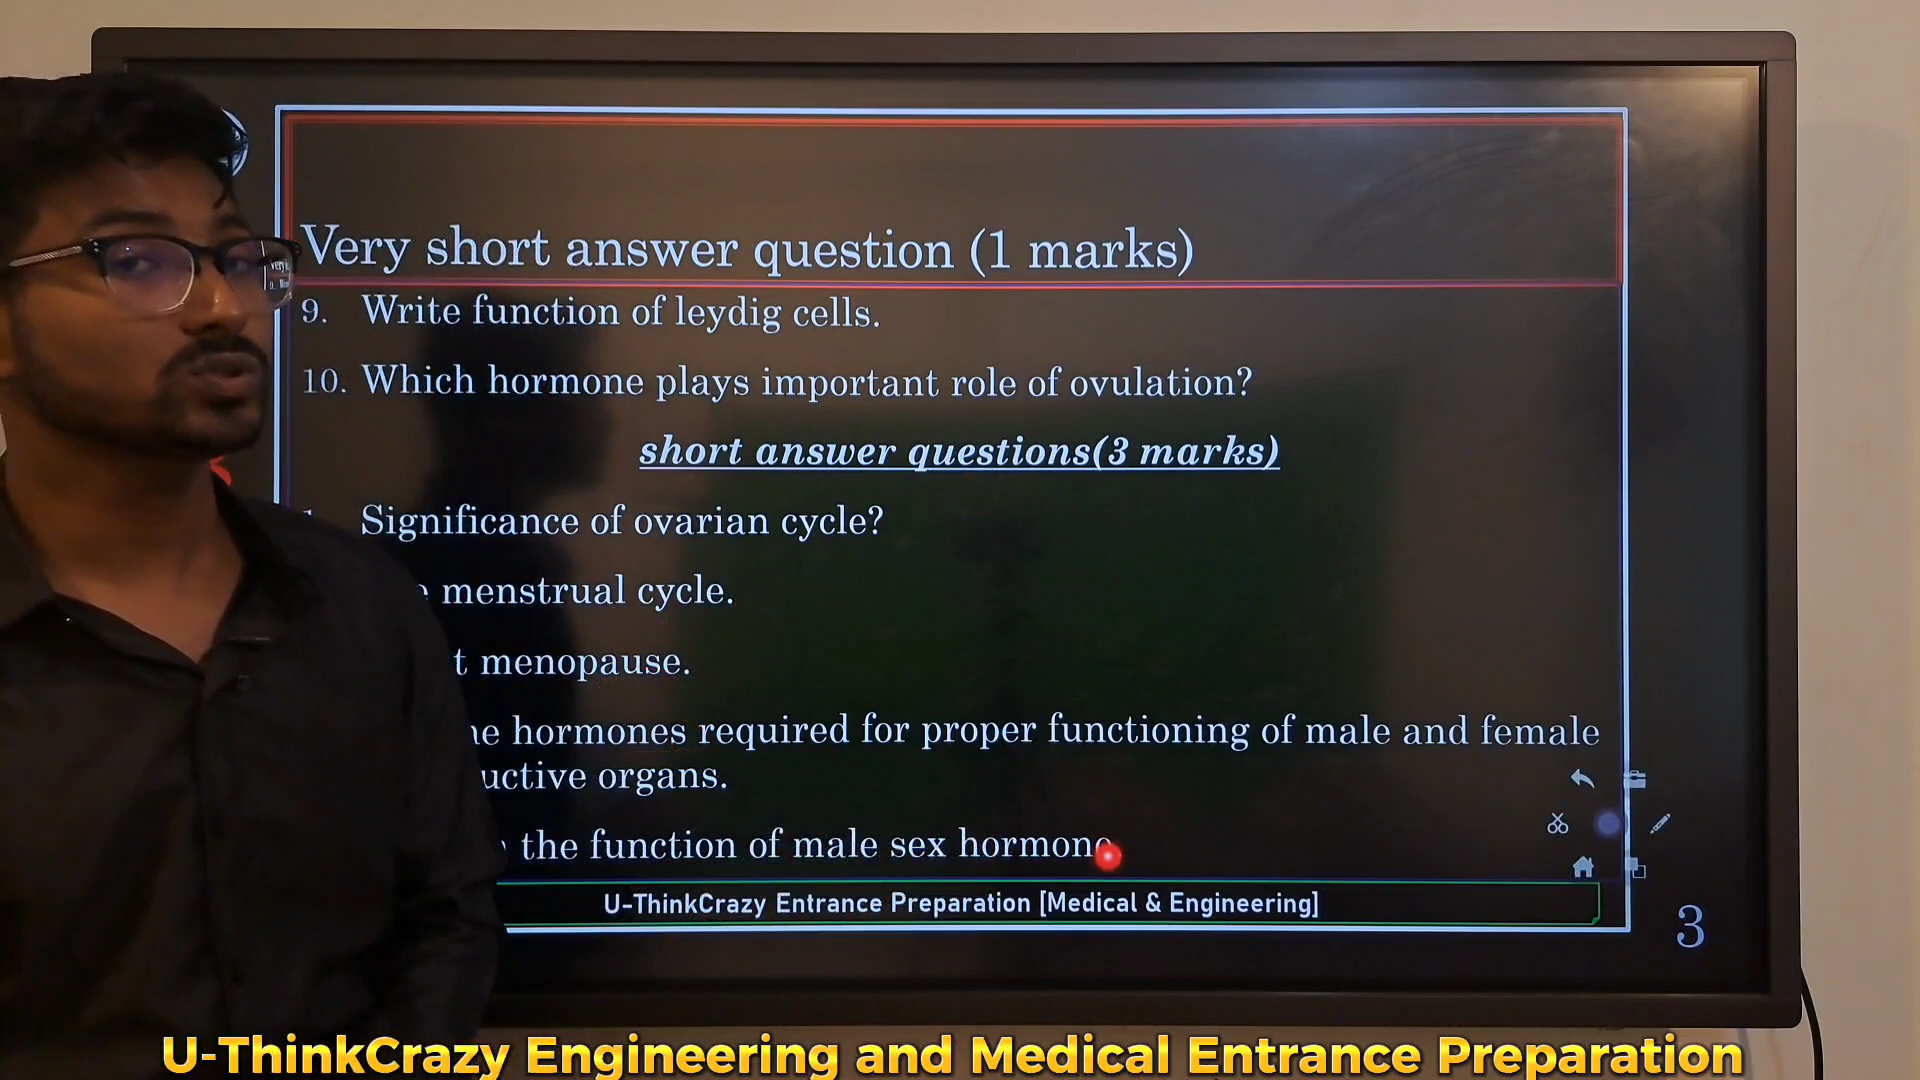 Very short answer question (1 marks)
9. Write function of leydig cells.
10. Which hormone plays important role of ovulation?
short answer questions(3 marks)
Significance of ovarian cycle?
menstrual cycle.
menopause.
hormones required for proper functioning of male and female
organs.
the function of male sex hormone
U-ThinkCrazy Entrance Preparation [Medical & Engineering]
3
U-ThinkCrazy Engineering and Medical Entrance Preparation